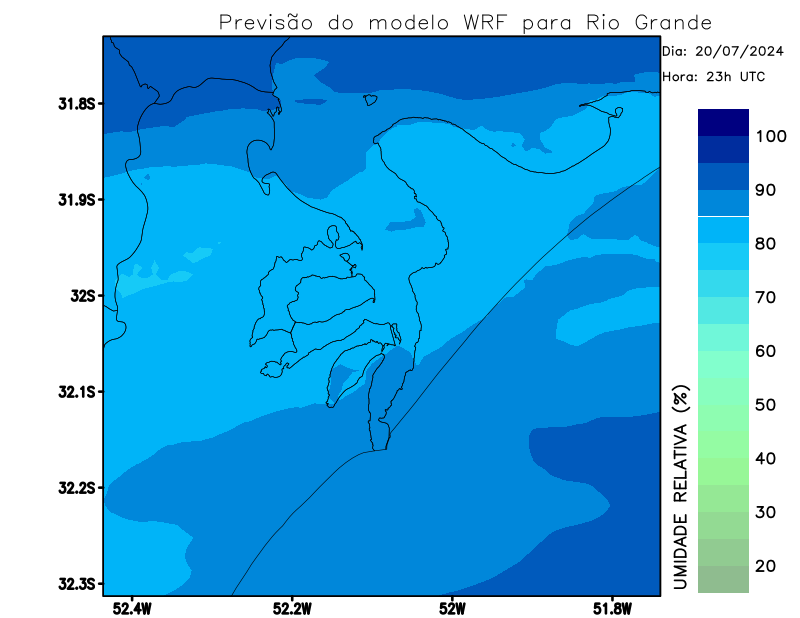 Previsão do modelo WRF para Rio Grande
Dia: 20/07/2024
Hora: 23h UTC
31.8S
31.9S
32S
32.1S
32.2S
32.3S
52.4W
52.2W
52W
51.8W
UMIDADE RELATIVA (%)
100
90
80
70
60
50
40
30
20